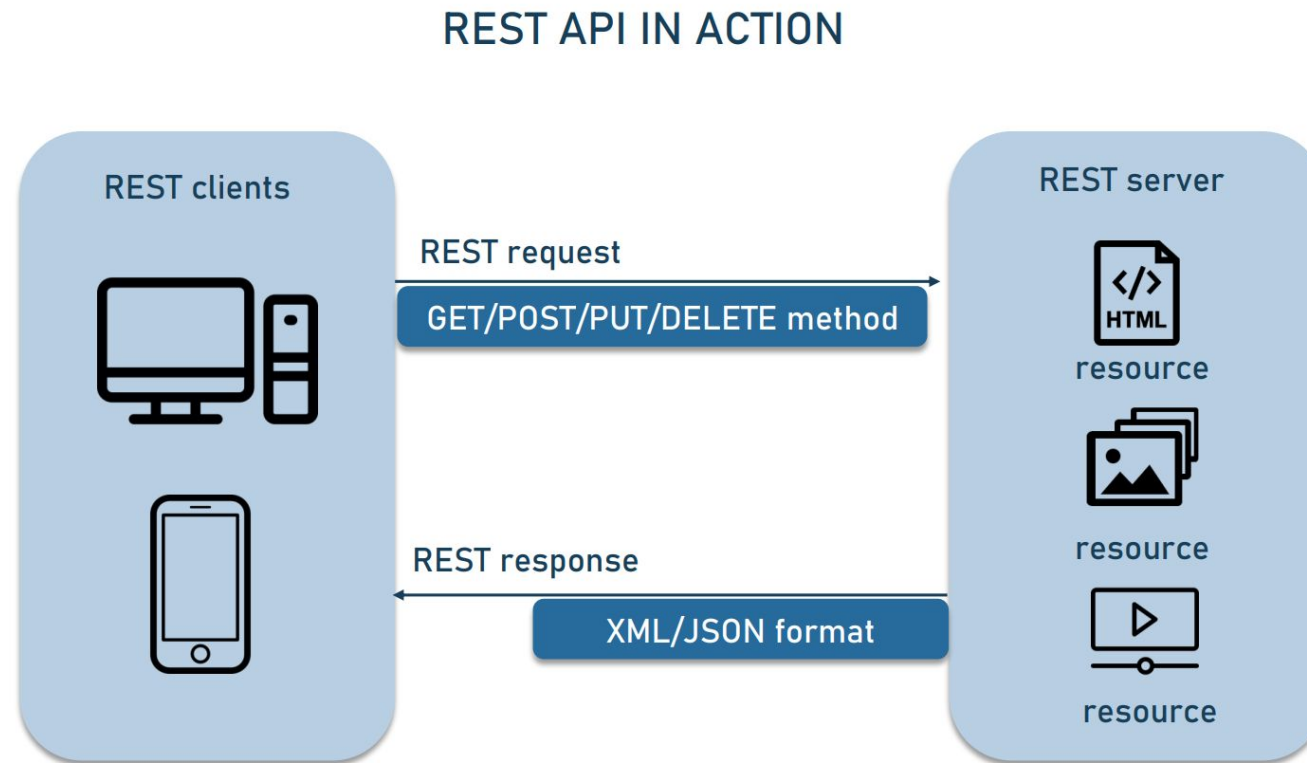 REST API IN ACTION
REST clients
REST request
GET/POST/PUT/DELETE method
REST response
XML/JSON format
REST server
</>
HTML
resource
resource
resource